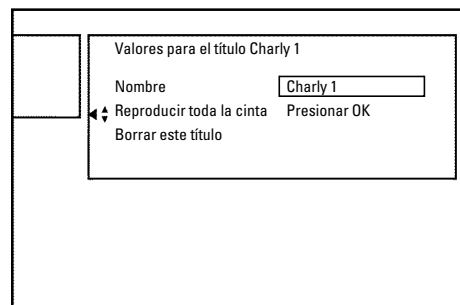 Valores para el título Charly 1
Nombre Charly 1
Reproducir toda la cinta Presionar OK
Borrar este título